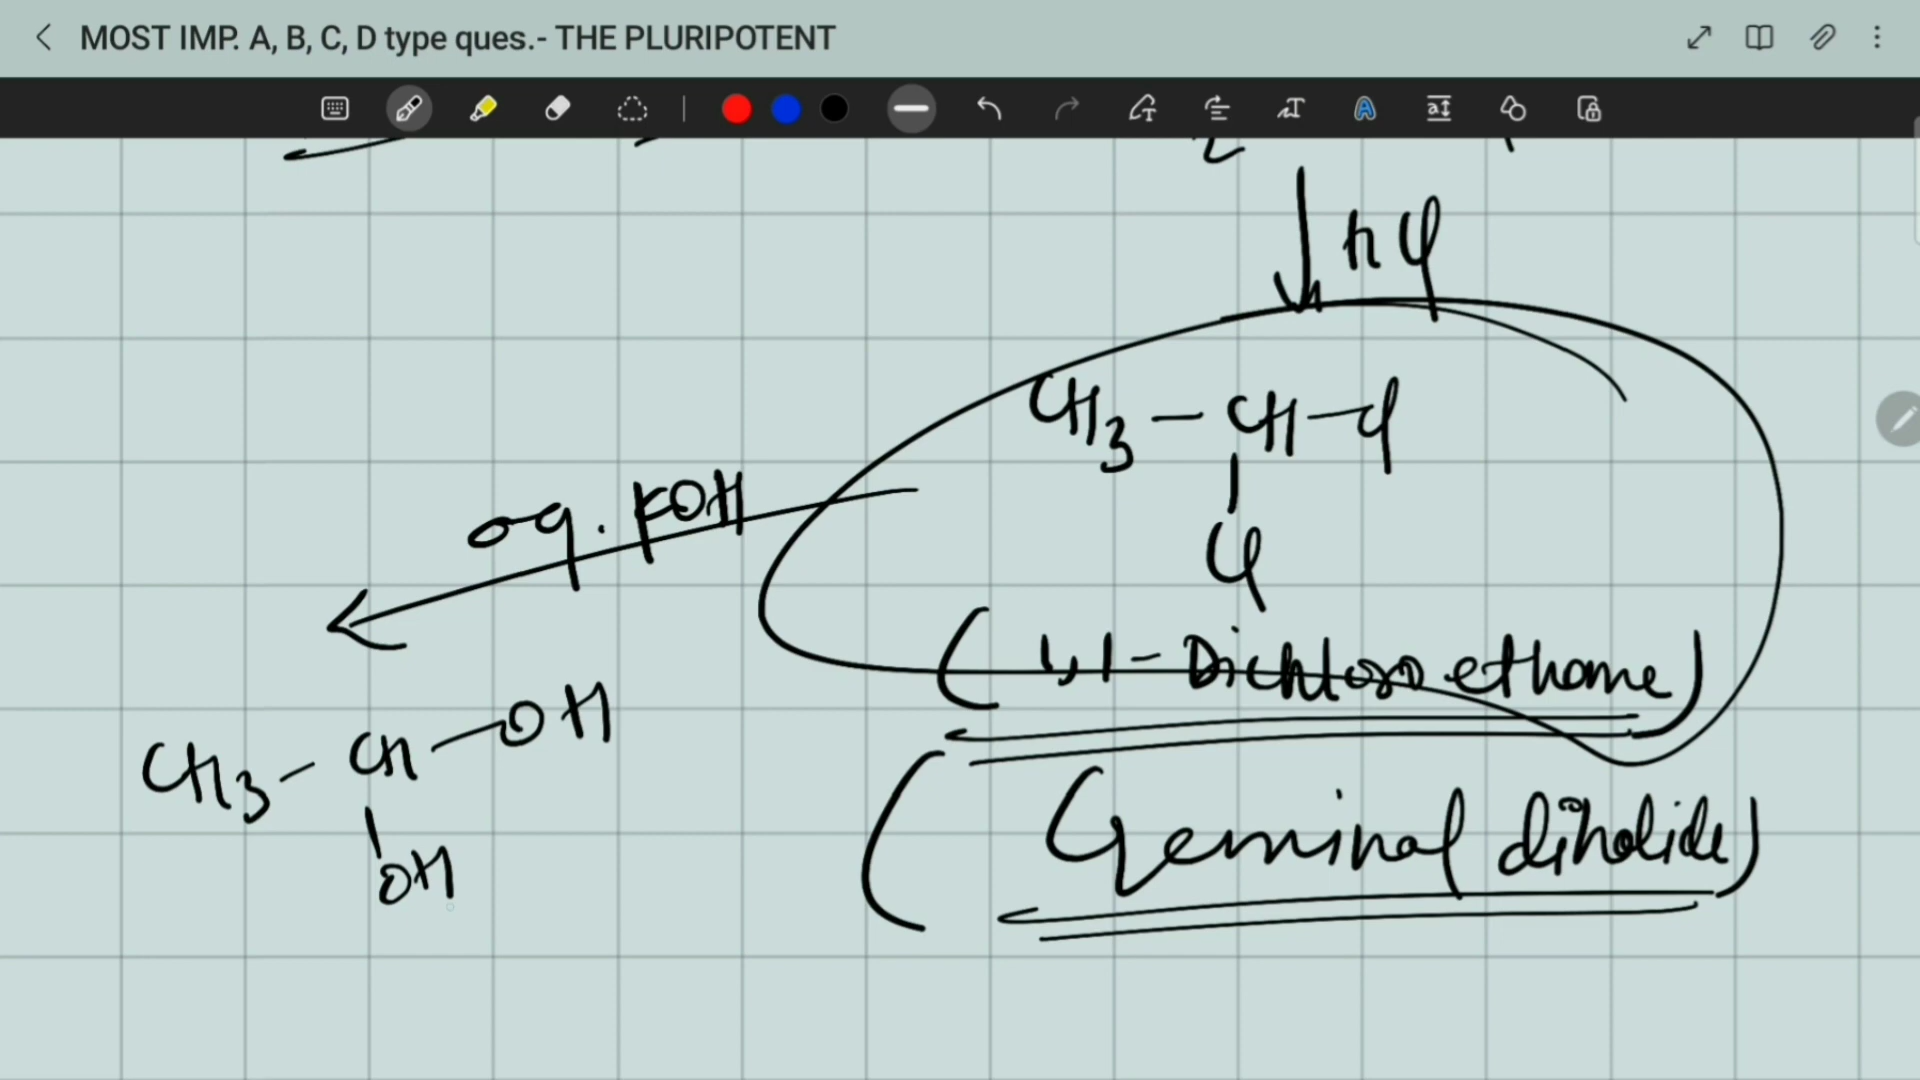 MOST IMP. A, B, C, D type ques.- THE PLURIPOTENT
2
HCl
CH3 - CH - Cl
Cl
aq. KOH
(1,1-Dichloroethane)
CH3 - CH - OH
OH
(Geminal dihalide)